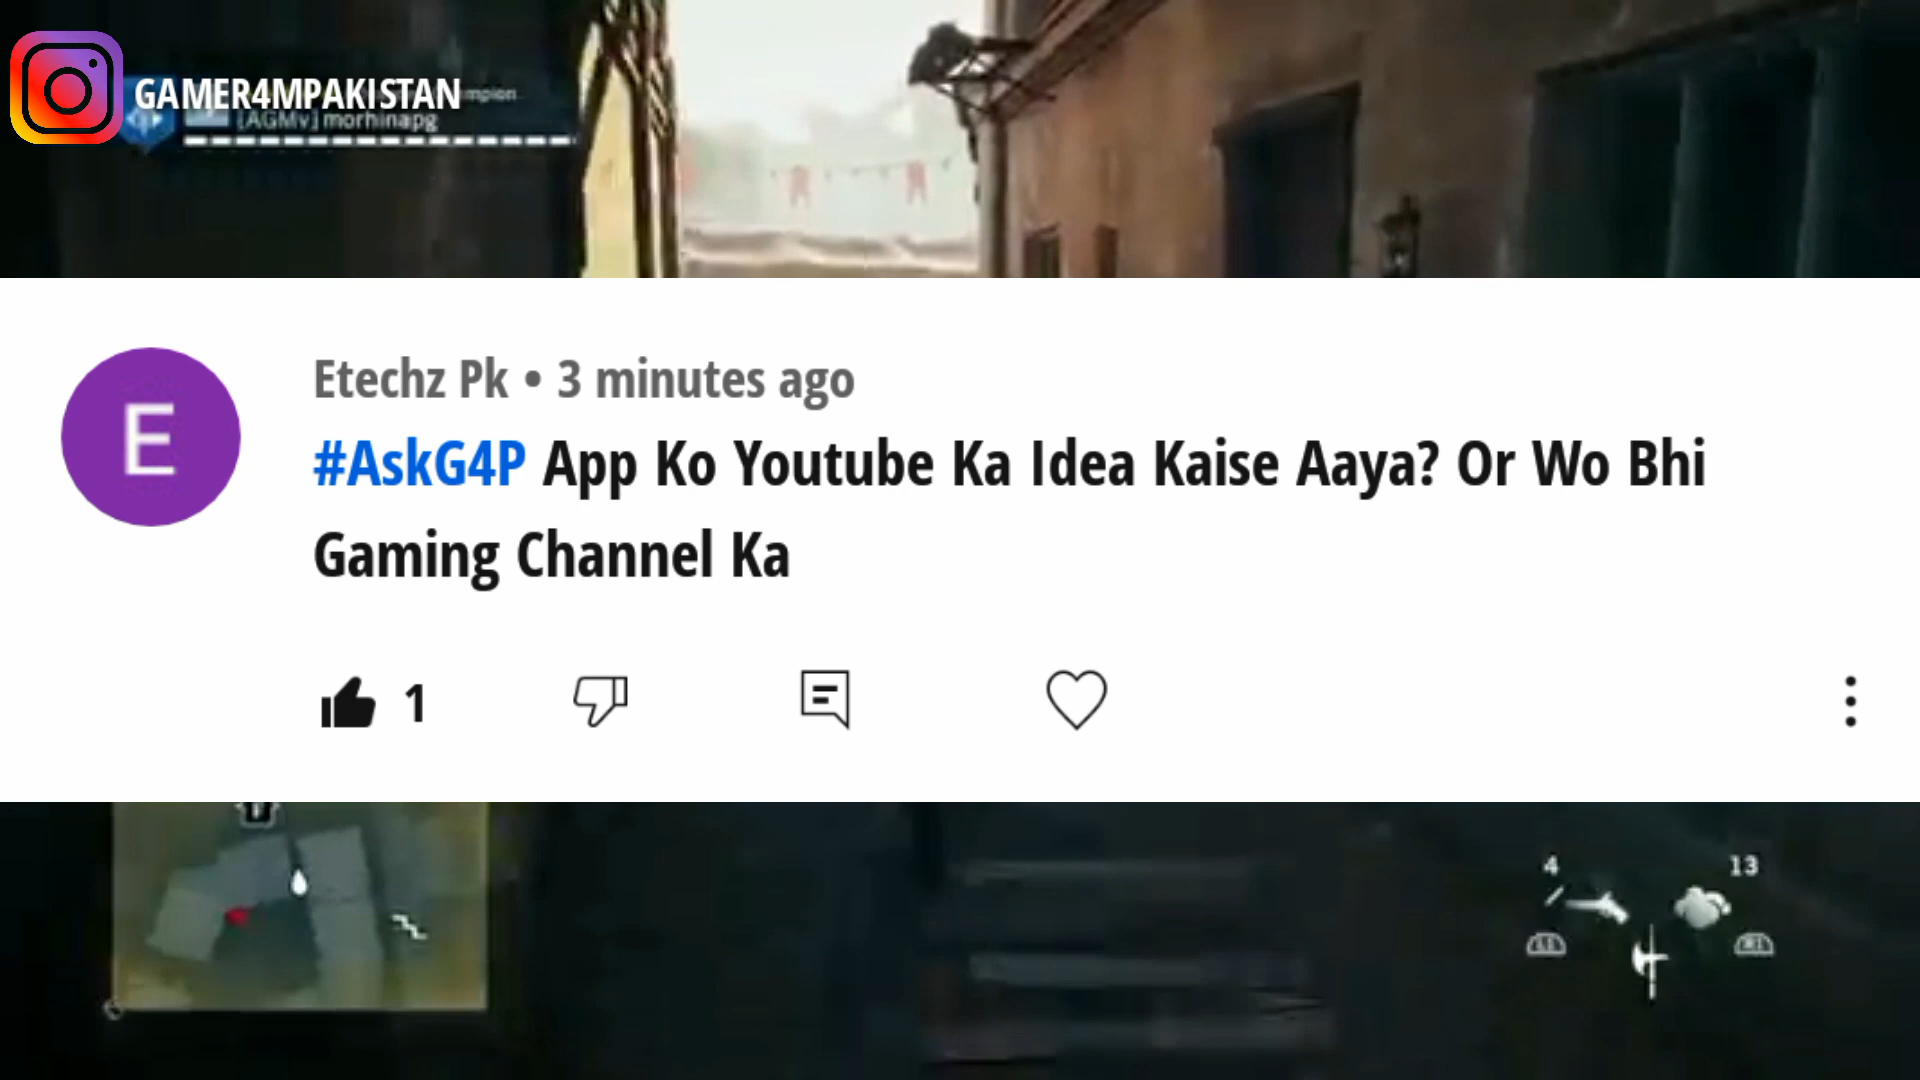 GAMER4MPAKISTAN
[AGMv] morhinapg
Etechz Pk • 3 minutes ago
#AskG4P App Ko Youtube Ka Idea Kaise Aaya? Or Wo Bhi
Gaming Channel Ka
1
4 13